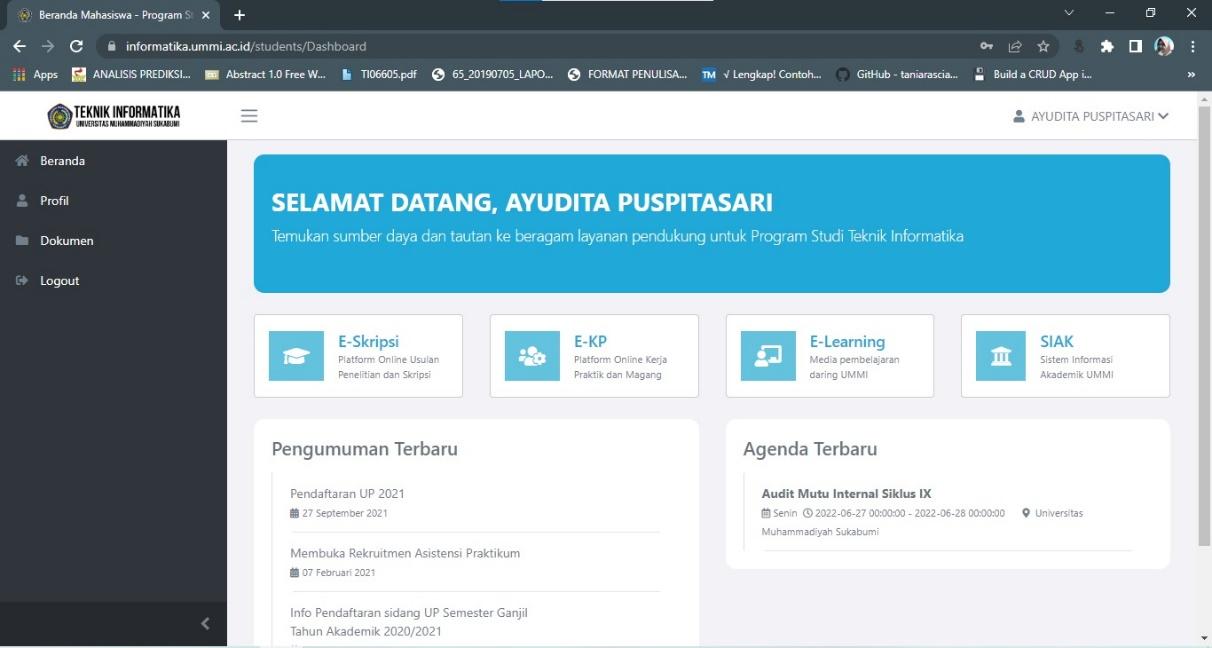 Beranda Mahasiswa - Program St
informatika.ummi.ac.id/students/Dashboard
Apps
ANALISIS PREDIKSI...
Abstract 1.0 Free W...
TI06605.pdf
65_20190705_LAPO...
FORMAT PENULISA...
TM √ Lengkap! Contoh...
GitHub - taniarascia...
Build a CRUD App i...
»
TEKNIK INFORMATIKA
UNIVERSITAS MUHAMMADIYAH SUKABUMI
AYUDITA PUSPITASARI
Beranda
Profil
Dokumen
Logout
SELAMAT DATANG, AYUDITA PUSPITASARI
Temukan sumber daya dan tautan ke beragam layanan pendukung untuk Program Studi Teknik Informatika
E-Skripsi
Platform Online Usulan
Penelitian dan Skripsi
E-KP
Platform Online Kerja
Praktik dan Magang
E-Learning
Media pembelajaran
daring UMMI
SIAK
Sistem Informasi
Akademik UMMI
Pengumuman Terbaru
Pendaftaran UP 2021
27 September 2021
Membuka Rekruitmen Asistensi Praktikum
07 Februari 2021
Info Pendaftaran sidang UP Semester Ganjil
Tahun Akademik 2020/2021
Agenda Terbaru
Audit Mutu Internal Siklus IX
Senin 2022-06-27 00:00:00 - 2022-06-28 00:00:00 Universitas
Muhammadiyah Sukabumi